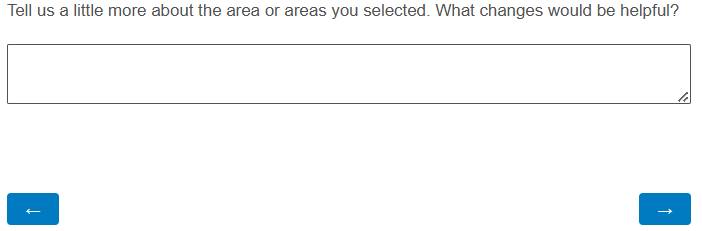 Tell us a little more about the area or areas you selected. What changes would be helpful?
← →